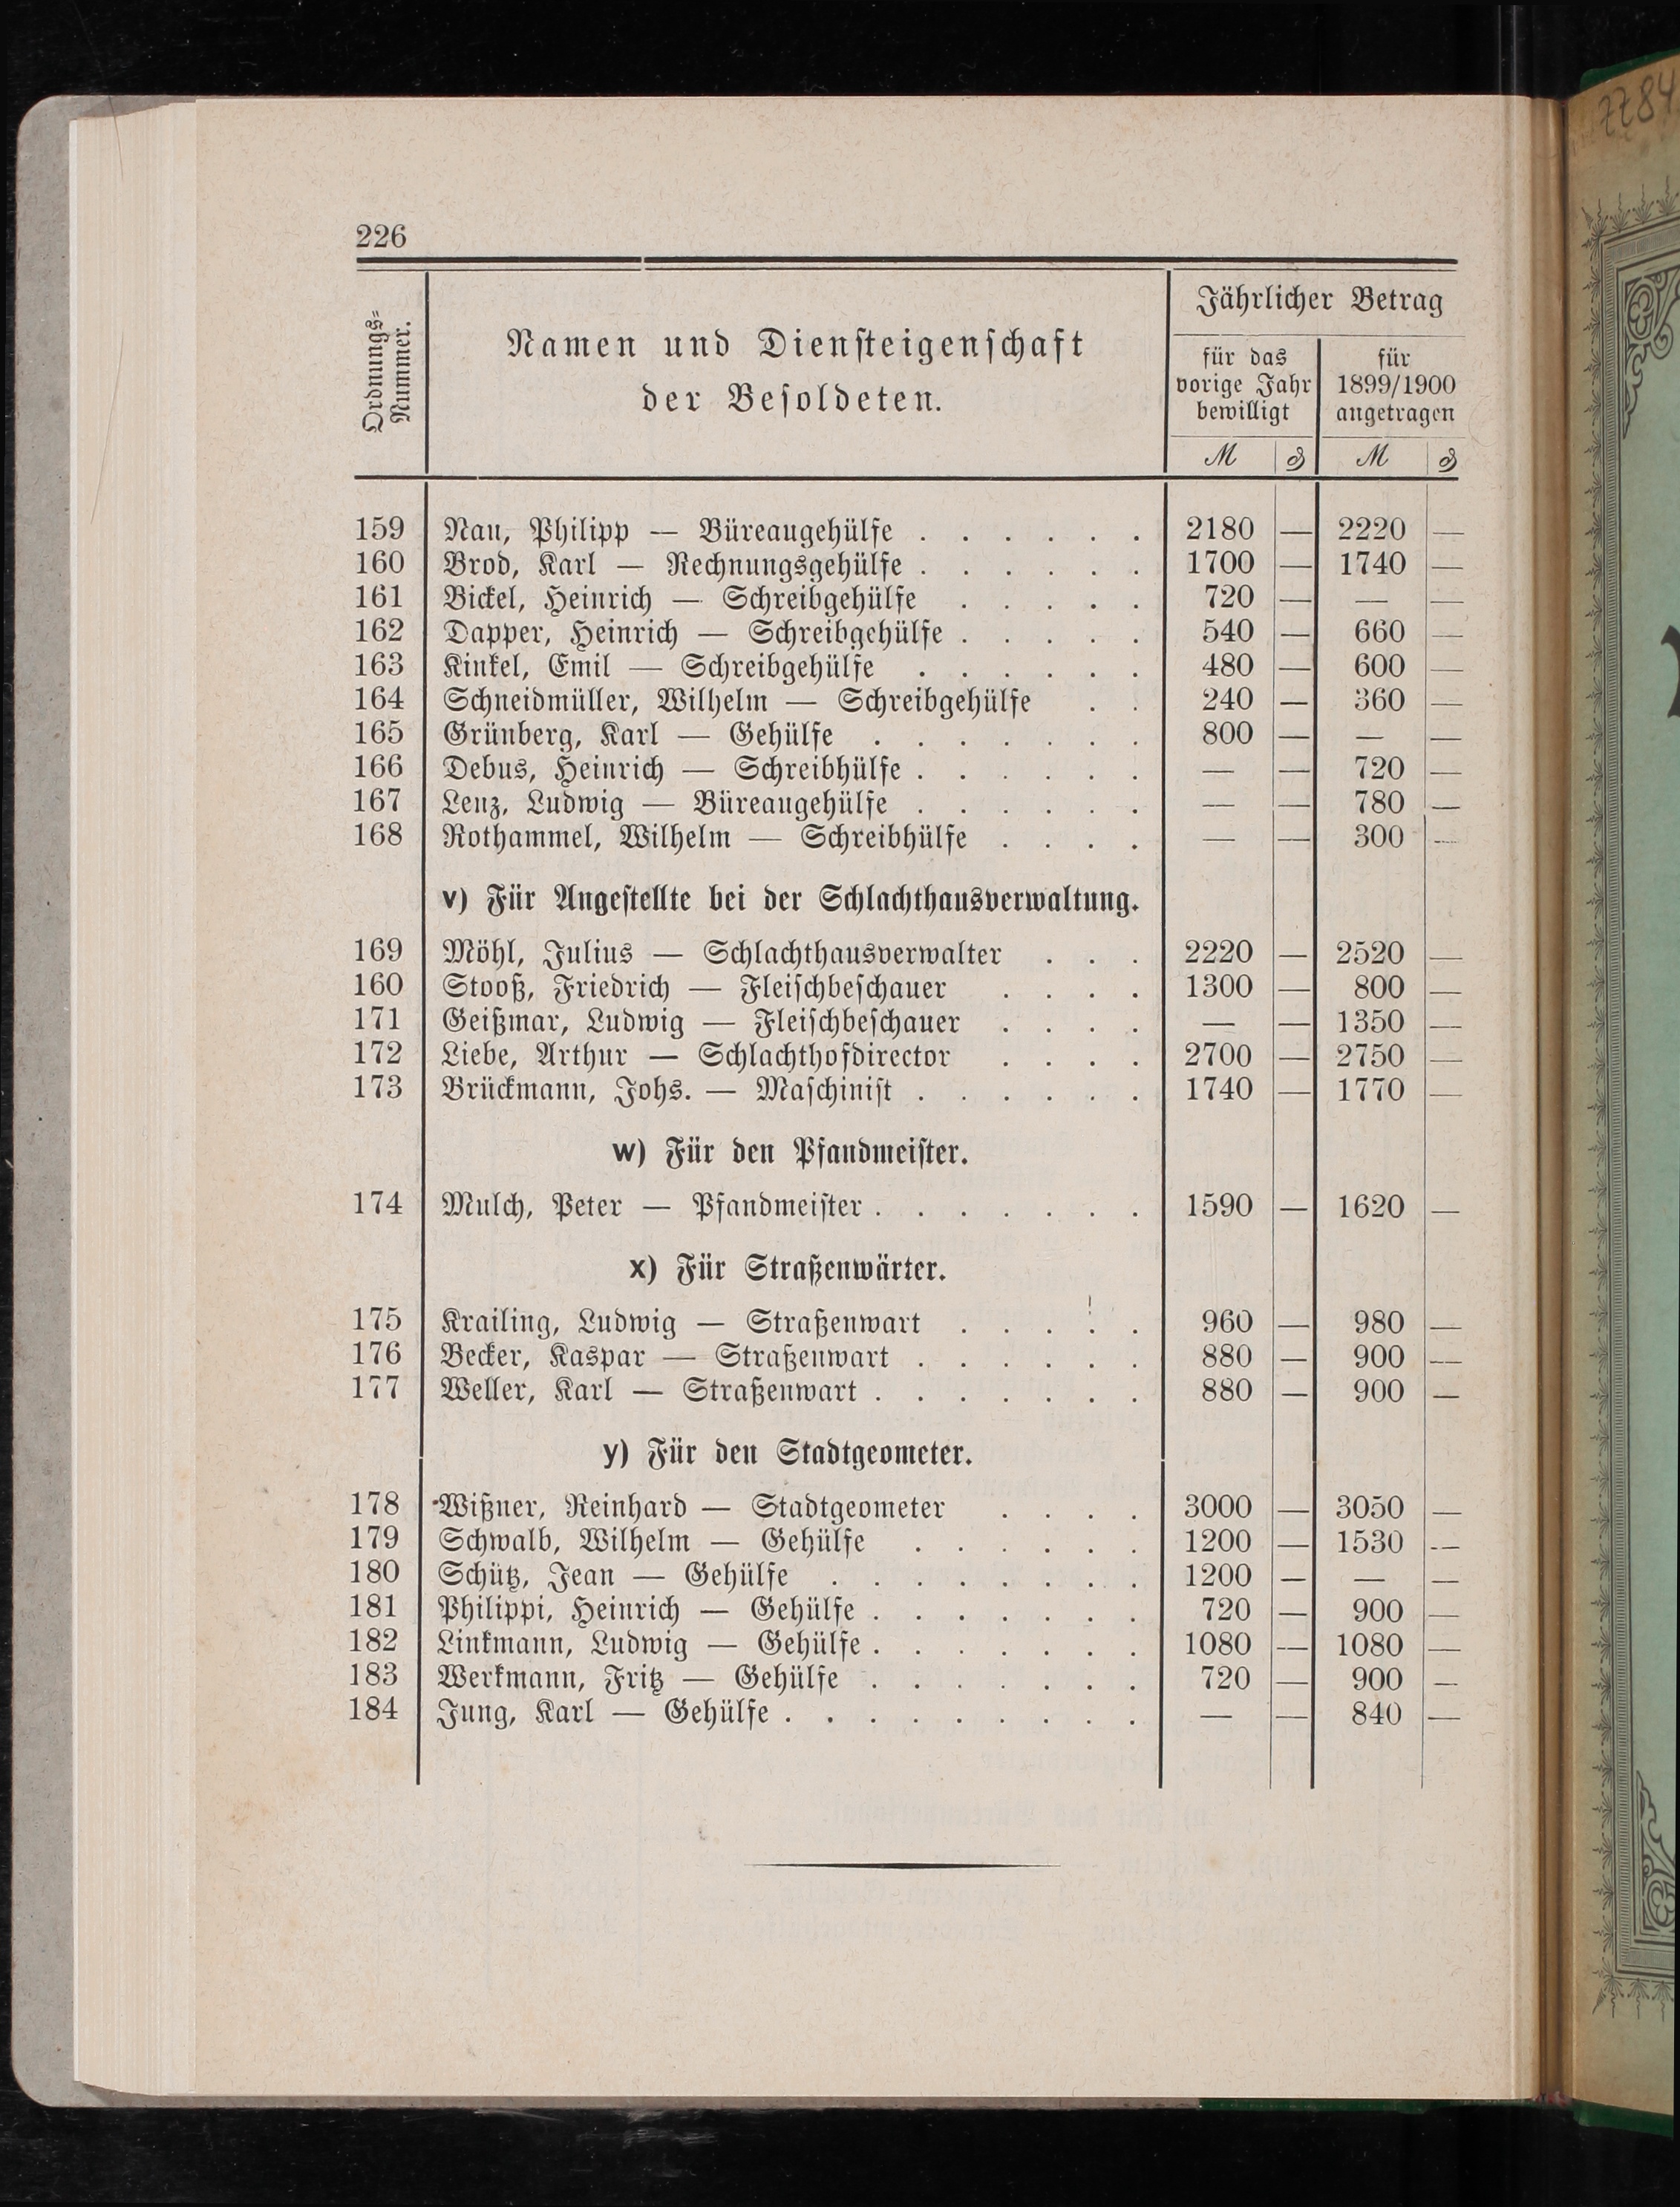 226
Ordnungs-
Nummer.
Namen und Diensteigenschaft
der Besoldeten.
Jährlicher Betrag
für das
vorige Jahr
bewilligt
für
1899/1900
angetragen
ℳ ₰ ℳ ₰
159 Nau, Philipp — Büreaugehülfe . . . . . . 2180 — 2220 —
160 Brod, Karl — Rechnungsgehülfe . . . . . . 1700 — 1740 —
161 Bickel, Heinrich — Schreibgehülfe . . . . . 720 — — —
162 Dapper, Heinrich — Schreibgehülfe . . . . . 540 — 660 —
163 Kinkel, Emil — Schreibgehülfe . . . . . . 480 — 600 —
164 Schneidmüller, Wilhelm — Schreibgehülfe . . 240 — 360 —
165 Grünberg, Karl — Gehülfe . . . . . . . 800 — — —
166 Debus, Heinrich — Schreibhülfe . . . . . . — — 720 —
167 Lenz, Ludwig — Büreaugehülfe . . . . . . — — 780 —
168 Rothammel, Wilhelm — Schreibhülfe . . . . — — 300 —
v) Für Angestellte bei der Schlachthausverwaltung.
169 Möhl, Julius — Schlachthausverwalter . . . 2220 — 2520 —
160 Stooß, Friedrich — Fleischbeschauer . . . . 1300 — 800 —
171 Geißmar, Ludwig — Fleischbeschauer . . . . — — 1350 —
172 Liebe, Arthur — Schlachthofdirector . . . . 2700 — 2750 —
173 Brückmann, Johs. — Maschinist . . . . . . 1740 — 1770 —
w) Für den Pfandmeister.
174 Mulch, Peter — Pfandmeister . . . . . . . 1590 — 1620 —
x) Für Straßenwärter.
175 Krailing, Ludwig — Straßenwart . . . . . 960 — 980 —
176 Becker, Kaspar — Straßenwart . . . . . . 880 — 900 —
177 Weller, Karl — Straßenwart . . . . . . . 880 — 900 —
y) Für den Stadtgeometer.
178 Wißner, Reinhard — Stadtgeometer . . . . 3000 — 3050 —
179 Schwalb, Wilhelm — Gehülfe . . . . . . 1200 — 1530 —
180 Schütz, Jean — Gehülfe . . . . . . . . 1200 — — —
181 Philippi, Heinrich — Gehülfe . . . . . . . 720 — 900 —
182 Linkmann, Ludwig — Gehülfe . . . . . . . 1080 — 1080 —
183 Werkmann, Fritz — Gehülfe . . . . . . . 720 — 900 —
184 Jung, Karl — Gehülfe . . . . . . . . . — — 840 —